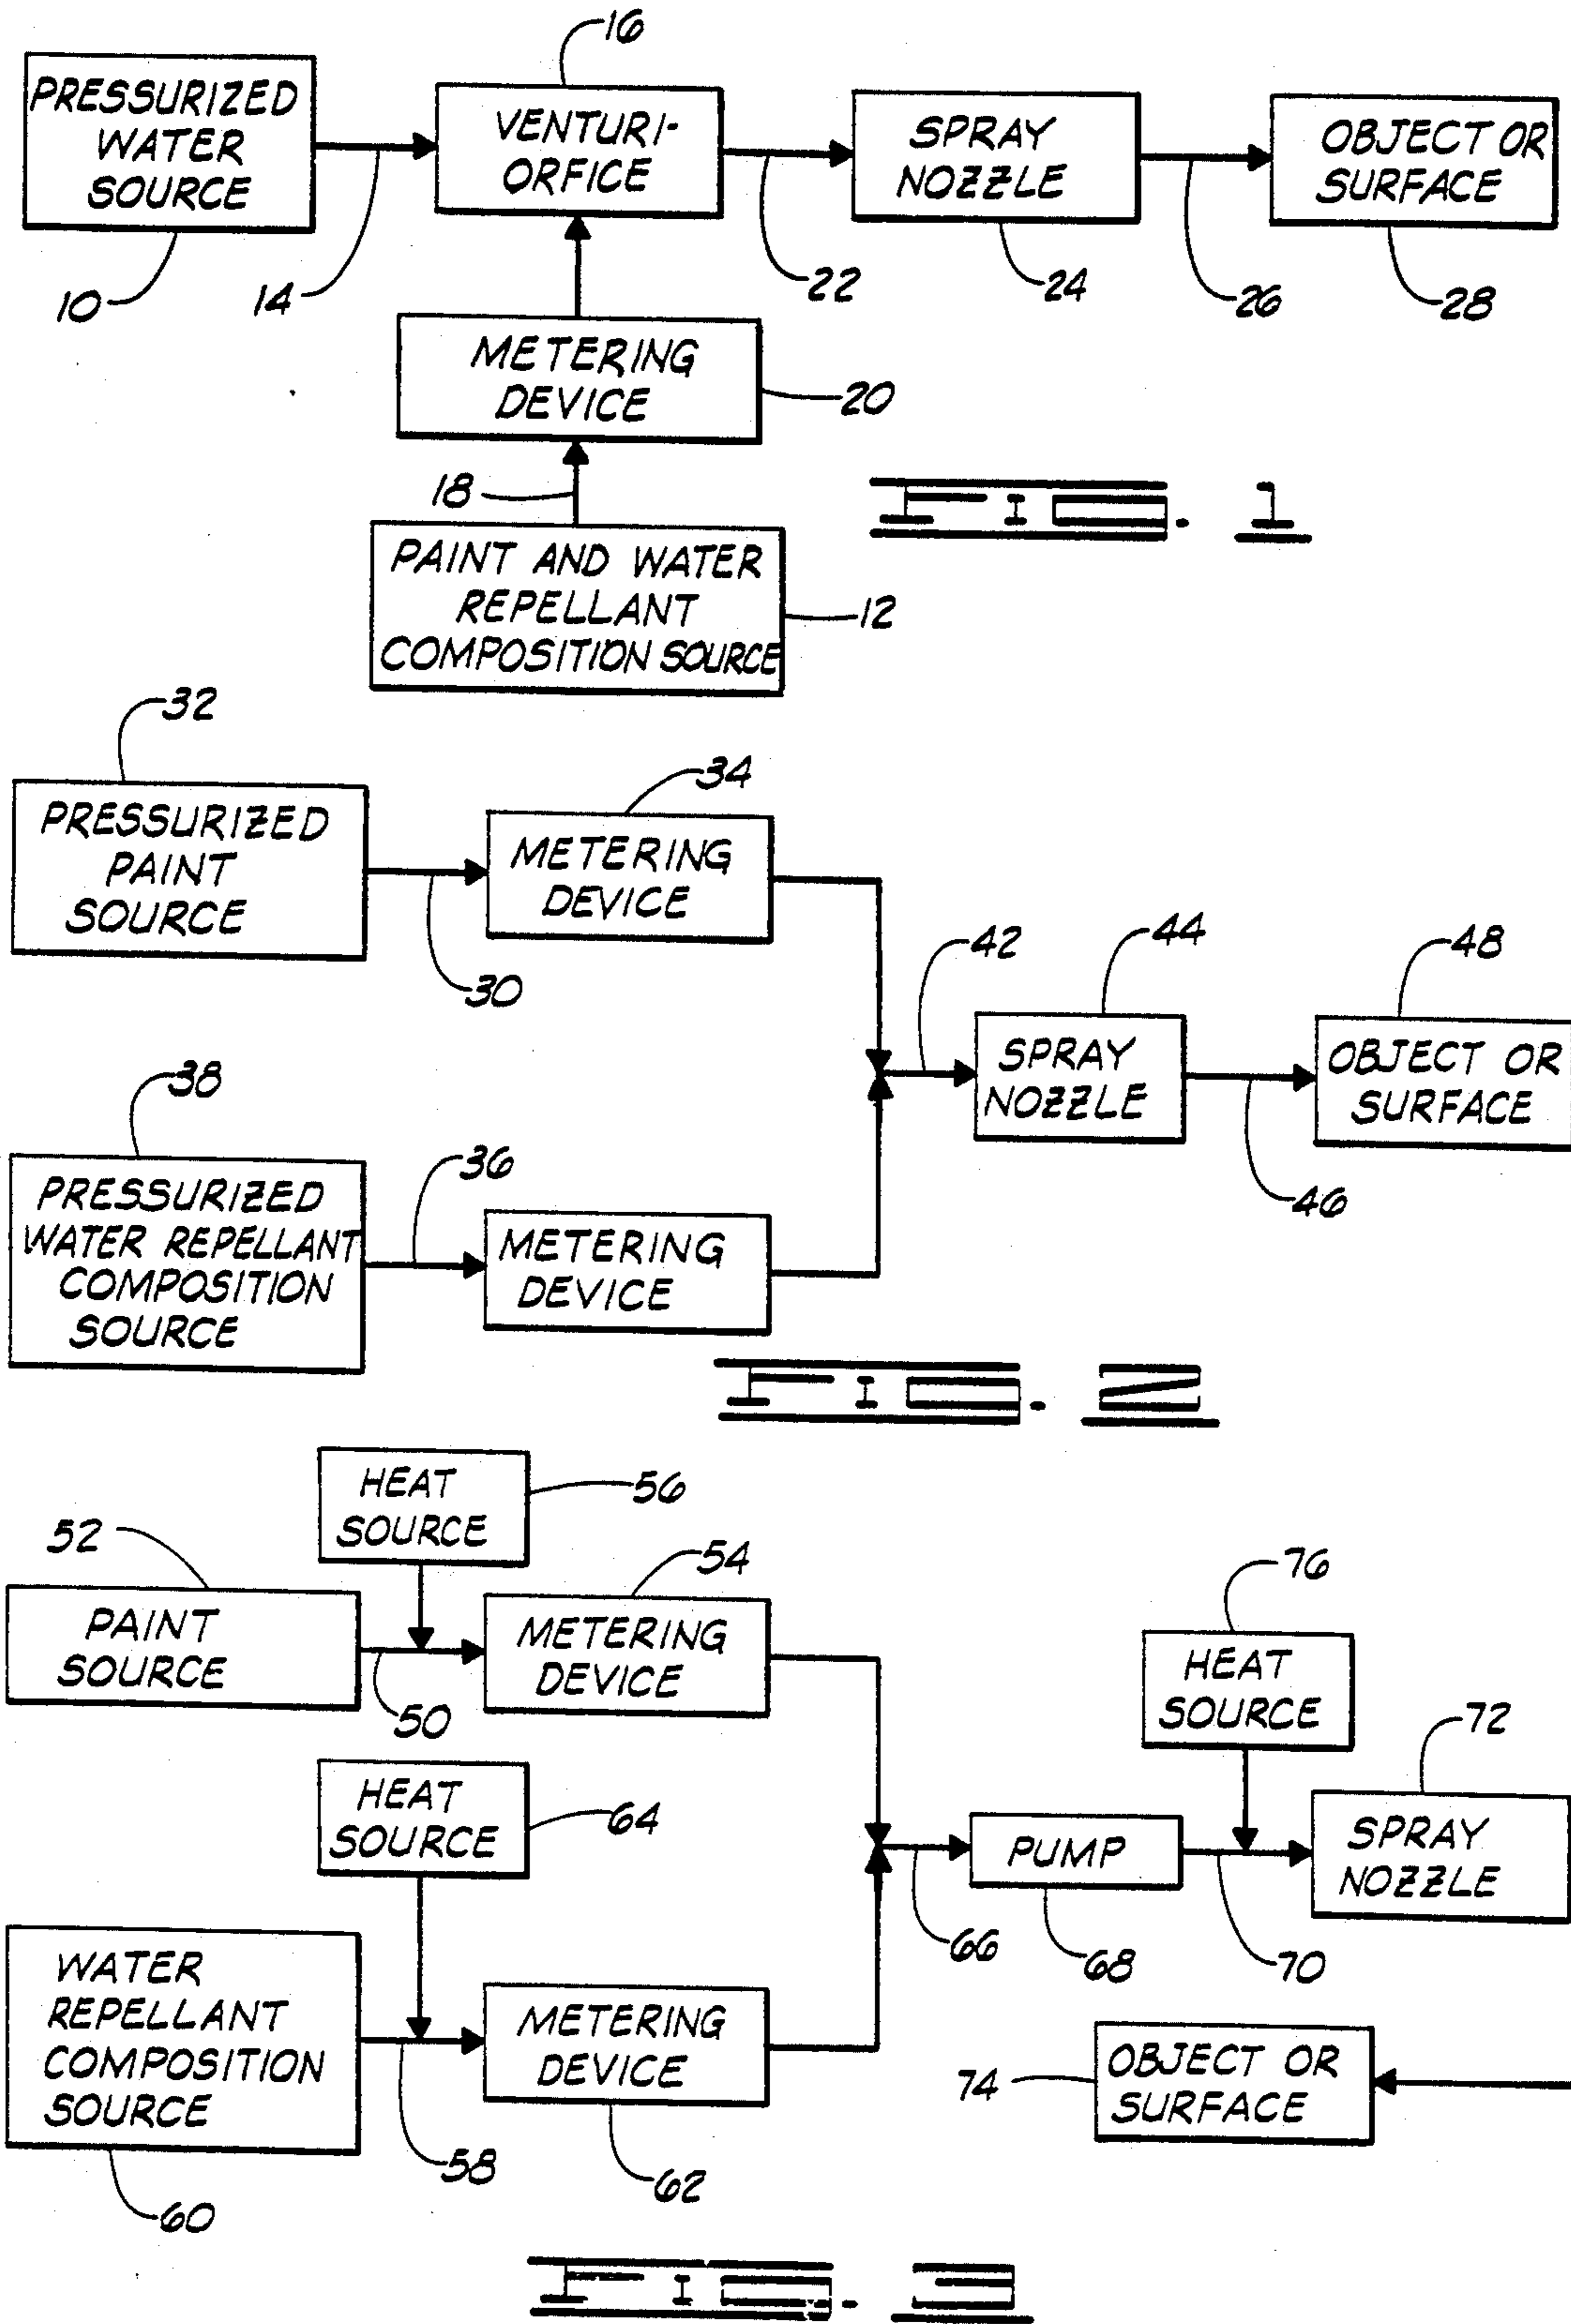 16
PRESSURIZED
WATER
SOURCE
VENTURI-
ORFICE
SPRAY
NOZZLE
OBJECT OR
SURFACE
10
14
22
24
26
28
METERING
DEVICE
20
18
PAINT AND WATER
REPELLANT
COMPOSITION SOURCE
12
FIG. 1
32
34
PRESSURIZED
PAINT
SOURCE
METERING
DEVICE
30
42
44
48
SPRAY
NOZZLE
OBJECT OR
SURFACE
46
38
36
PRESSURIZED
WATER REPELLANT
COMPOSITION
SOURCE
METERING
DEVICE
FIG. 2
HEAT
SOURCE
56
52
54
PAINT
SOURCE
METERING
DEVICE
50
76
HEAT
SOURCE
72
HEAT
SOURCE
64
PUMP
SPRAY
NOZZLE
66
68
70
WATER
REPELLANT
COMPOSITION
SOURCE
METERING
DEVICE
74
OBJECT OR
SURFACE
58
62
60
FIG. 3